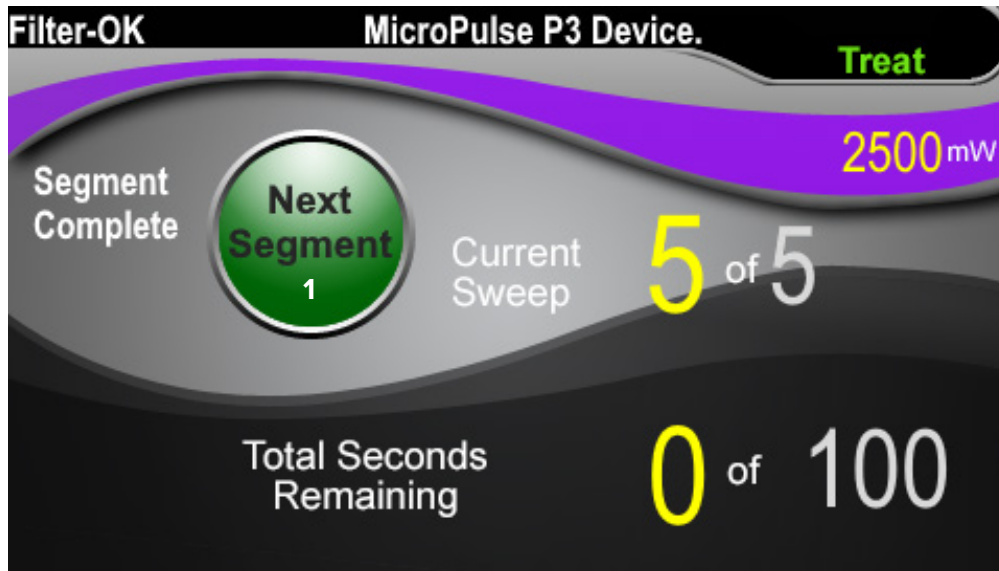 Filter-OK
MicroPulse P3 Device.
Treat
2500 mW
Segment
Complete
Next
Segment
1
Current
Sweep
5 of 5
Total Seconds
Remaining
0 of 100